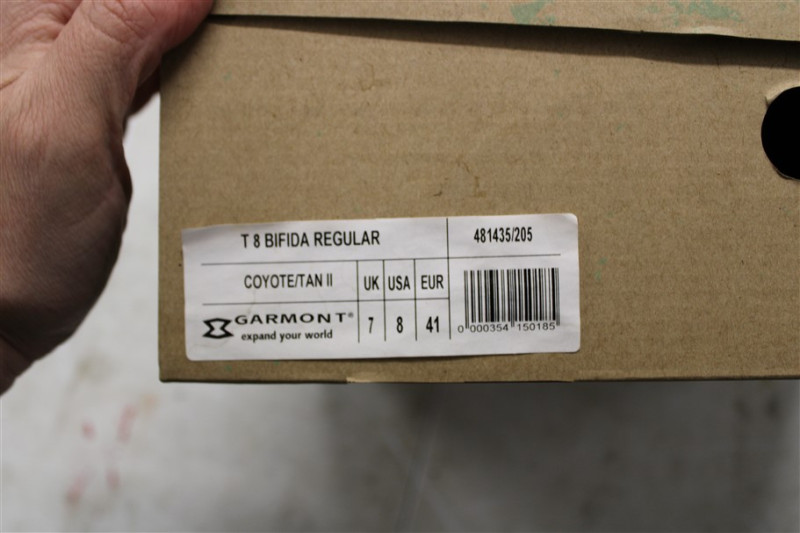 T 8 BIFIDA REGULAR
481435/205
COYOTE/TAN II
UK USA EUR
GARMONT®
expand your world
7 8 41
0 000354 150185